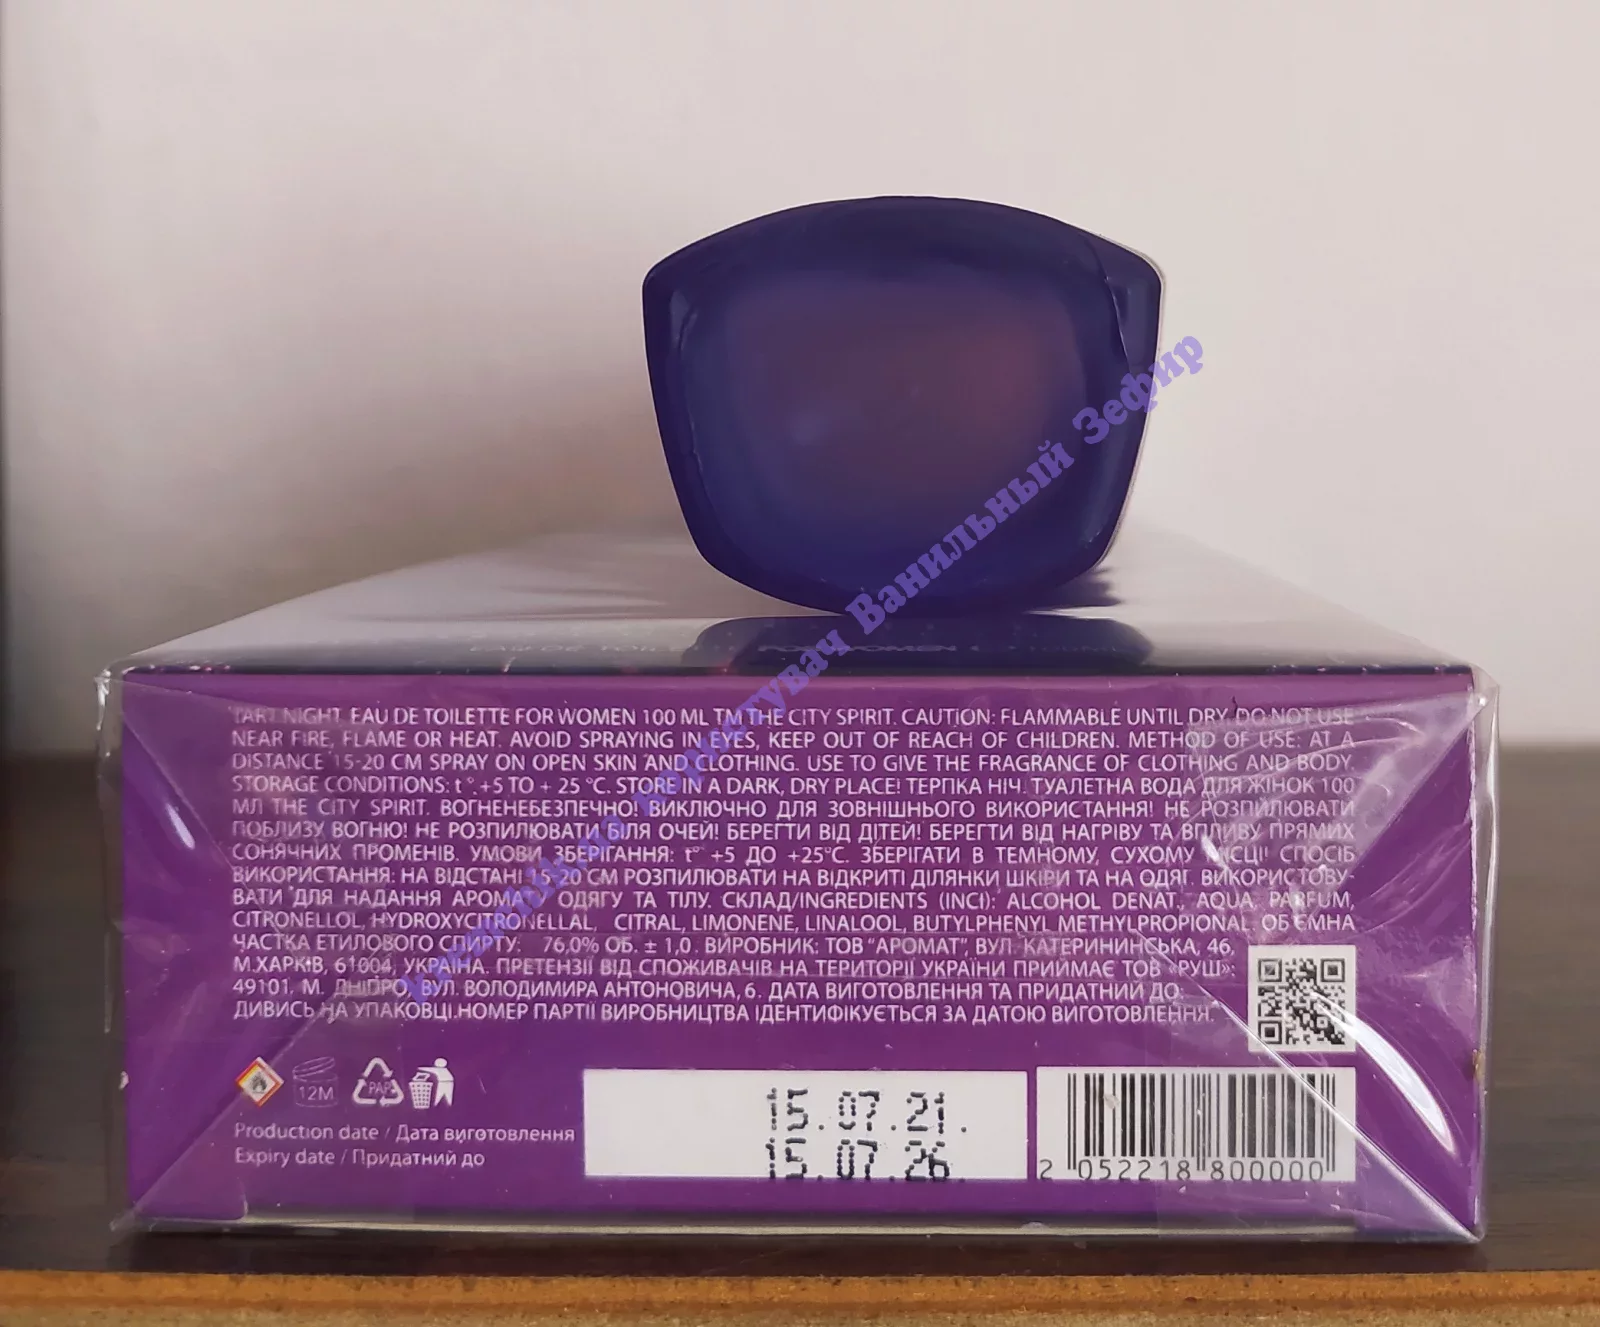 EAU DE TOILETTE FOR WOMEN
TART NIGHT. EAU DE TOILETTE FOR WOMEN 100 ML TM THE CITY SPIRIT. CAUTION: FLAMMABLE UNTIL DRY. DO NOT USE
NEAR FIRE, FLAME OR HEAT. AVOID SPRAYING IN EYES, KEEP OUT OF REACH OF CHILDREN. METHOD OF USE: AT A
DISTANCE 15-20 CM SPRAY ON OPEN SKIN AND CLOTHING. USE TO GIVE THE FRAGRANCE OF CLOTHING AND BODY.
STORAGE CONDITIONS: t°.+5 TO + 25 °C. STORE IN A DARK, DRY PLACE! ТЕРПКА НІЧ. ТУАЛЕТНА ВОДА ДЛЯ ЖІНОК 100
МЛ THE CITY SPIRIT. ВОГНЕНЕБЕЗПЕЧНО! ВИКЛЮЧНО ДЛЯ ЗОВНІШНЬОГО ВИКОРИСТАННЯ! НЕ РОЗПИЛЮВАТИ
ПОБЛИЗУ ВОГНЮ! НЕ РОЗПИЛЮВАТИ БІЛЯ ОЧЕЙ! БЕРЕГТИ ВІД ДІТЕЙ! БЕРЕГТИ ВІД НАГРІВУ ТА ВПЛИВУ ПРЯМИХ
СОНЯЧНИХ ПРОМЕНІВ. УМОВИ ЗБЕРІГАННЯ: t° +5 ДО +25°C. ЗБЕРІГАТИ В ТЕМНОМУ, СУХОМУ МІСЦІ! СПОСІБ
ВИКОРИСТАННЯ: НА ВІДСТАНІ 15-20 СМ РОЗПИЛЮВАТИ НА ВІДКРИТІ ДІЛЯНКИ ШКІРИ ТА НА ОДЯГ. ВИКОРИСТОВУ-
ВАТИ ДЛЯ НАДАННЯ АРОМАТУ ОДЯГУ ТА ТІЛУ. СКЛАД/INGREDIENTS (INCI): ALCOHOL DENAT., AQUA, PARFUM,
CITRONELLOL, HYDROXYCITRONELLAL, CITRAL, LIMONENE, LINALOOL, BUTYLPHENYL METHYLPROPIONAL. ОБ'ЄМНА
ЧАСТКА ЕТИЛОВОГО СПИРТУ: 76,0% ОБ. ± 1,0. ВИРОБНИК: ТОВ "АРОМАТ", ВУЛ. КАТЕРИНИНСЬКА, 46.
М.ХАРКІВ, 61004, УКРАЇНА. ПРЕТЕНЗІЇ ВІД СПОЖИВАЧІВ НА ТЕРИТОРІЇ УКРАЇНИ ПРИЙМАЄ ТОВ «РУШ»:
49101. М. ДНІПРО, ВУЛ. ВОЛОДИМИРА АНТОНОВИЧА, 6. ДАТА ВИГОТОВЛЕННЯ ТА ПРИДАТНИЙ ДО
ДИВИСЬ НА УПАКОВЦІ.НОМЕР ПАРТІЇ ВИРОБНИЦТВА ІДЕНТИФІКУЄТЬСЯ ЗА ДАТОЮ ВИГОТОВЛЕННЯ.
12M
PAP
Production date / Дата виготовлення
Expiry date / Придатний до
15.07.21.
15.07.26.
2 052218 800000
користувач Ванильный Зефир